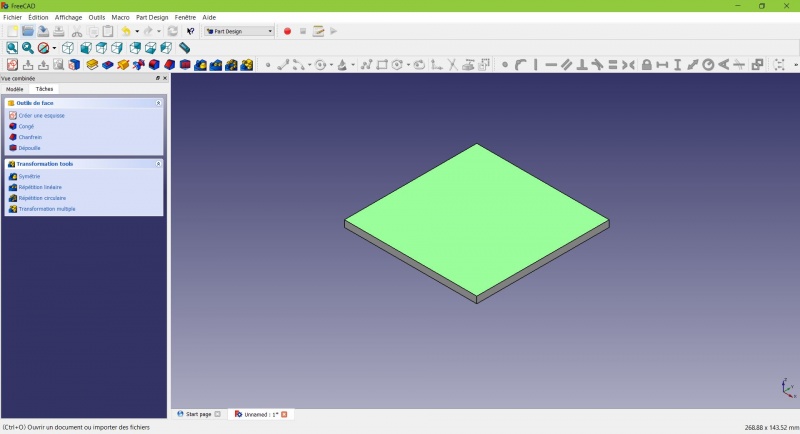 FreeCAD
Fichier Édition Affichage Outils Macro Part Design Fenêtre Aide
Part Design
Vue combinée
Modèle Tâches
Outils de face
Créer une esquisse
Congé
Chanfrein
Dépouille
Transformation tools
Symétrie
Répétition linéaire
Répétition circulaire
Transformation multiple
Start page
Unnamed : 1*
(Ctrl+O) Ouvrir un document ou importer des fichiers
268.88 x 143.52 mm